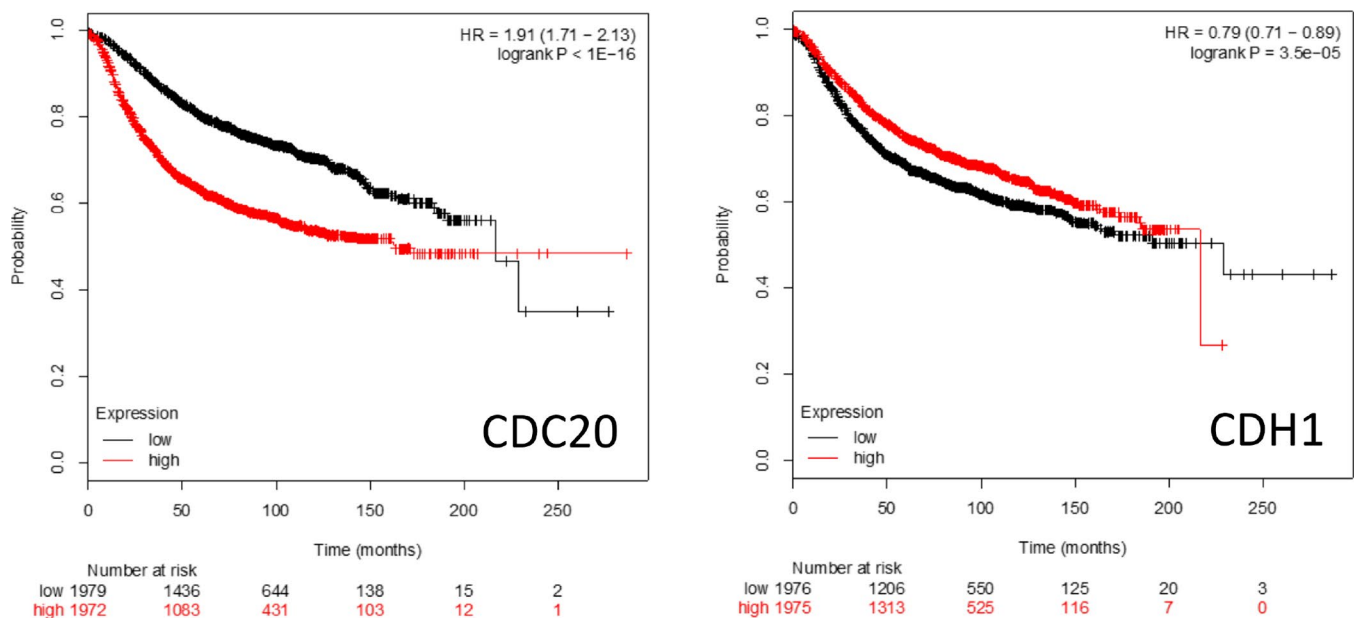 HR = 1.91 (1.71 − 2.13)
logrank P < 1E−16
Probability
1.0
0.8
0.6
0.4
0.2
0.0
Expression
low
high
CDC20
0 50 100 150 200 250
Time (months)
Number at risk
low 1979 1436 644 138 15 2
high 1972 1083 431 103 12 1
HR = 0.79 (0.71 − 0.89)
logrank P = 3.5e−05
Probability
1.0
0.8
0.6
0.4
0.2
0.0
Expression
low
high
CDH1
0 50 100 150 200 250
Time (months)
Number at risk
low 1976 1206 550 125 20 3
high 1975 1313 525 116 7 0